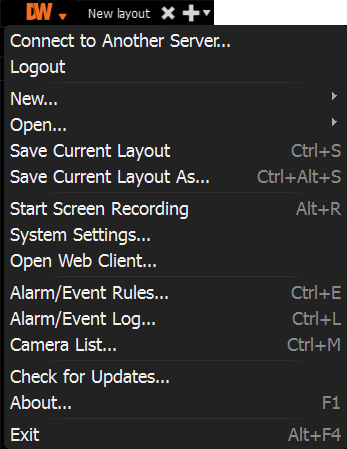 DW New layout
Connect to Another Server...
Logout
New...
Open...
Save Current Layout Ctrl+S
Save Current Layout As... Ctrl+Alt+S
Start Screen Recording Alt+R
System Settings...
Open Web Client...
Alarm/Event Rules... Ctrl+E
Alarm/Event Log... Ctrl+L
Camera List... Ctrl+M
Check for Updates...
About... F1
Exit Alt+F4